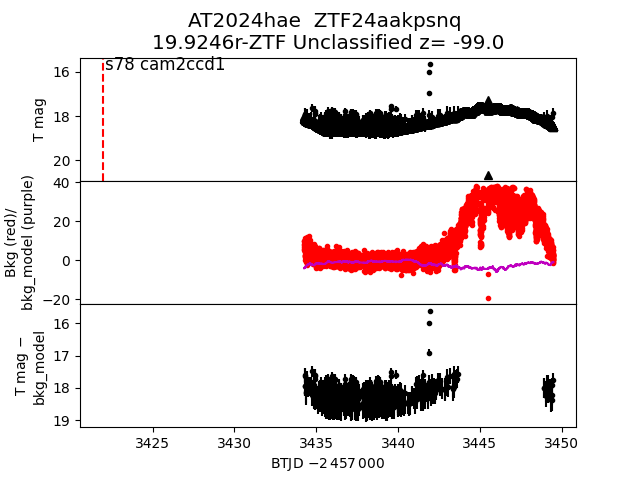 AT2024hae  ZTF24aakpsnq
19.9246r-ZTF Unclassified z= -99.0
s78 cam2ccd1
T mag
16
18
20
Bkg (red)/
bkg_model (purple)
40
20
0
−20
T mag −
bkg_model
16
17
18
19
3425 3430 3435 3440 3445 3450
BTJD −2 457 000